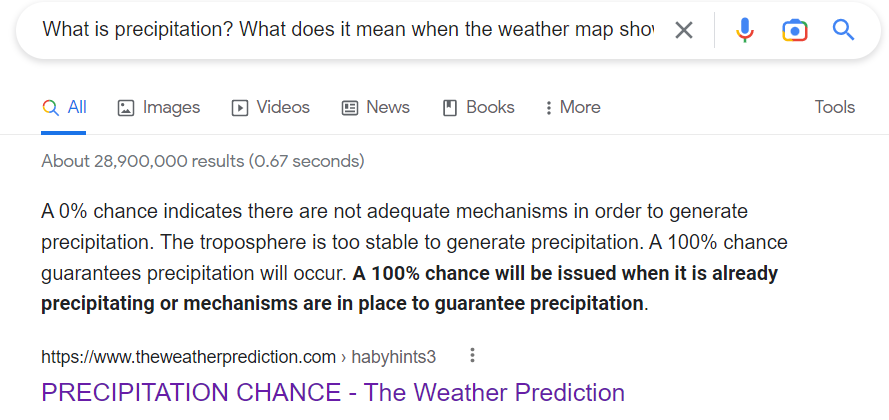 What is precipitation? What does it mean when the weather map
All Images Videos News Books More Tools
About 28,900,000 results (0.67 seconds)
A 0% chance indicates there are not adequate mechanisms in order to generate
precipitation. The troposphere is too stable to generate precipitation. A 100% chance
guarantees precipitation will occur. A 100% chance will be issued when it is already
precipitating or mechanisms are in place to guarantee precipitation.
https://www.theweatherprediction.com › habyhints3
PRECIPITATION CHANCE - The Weather Prediction